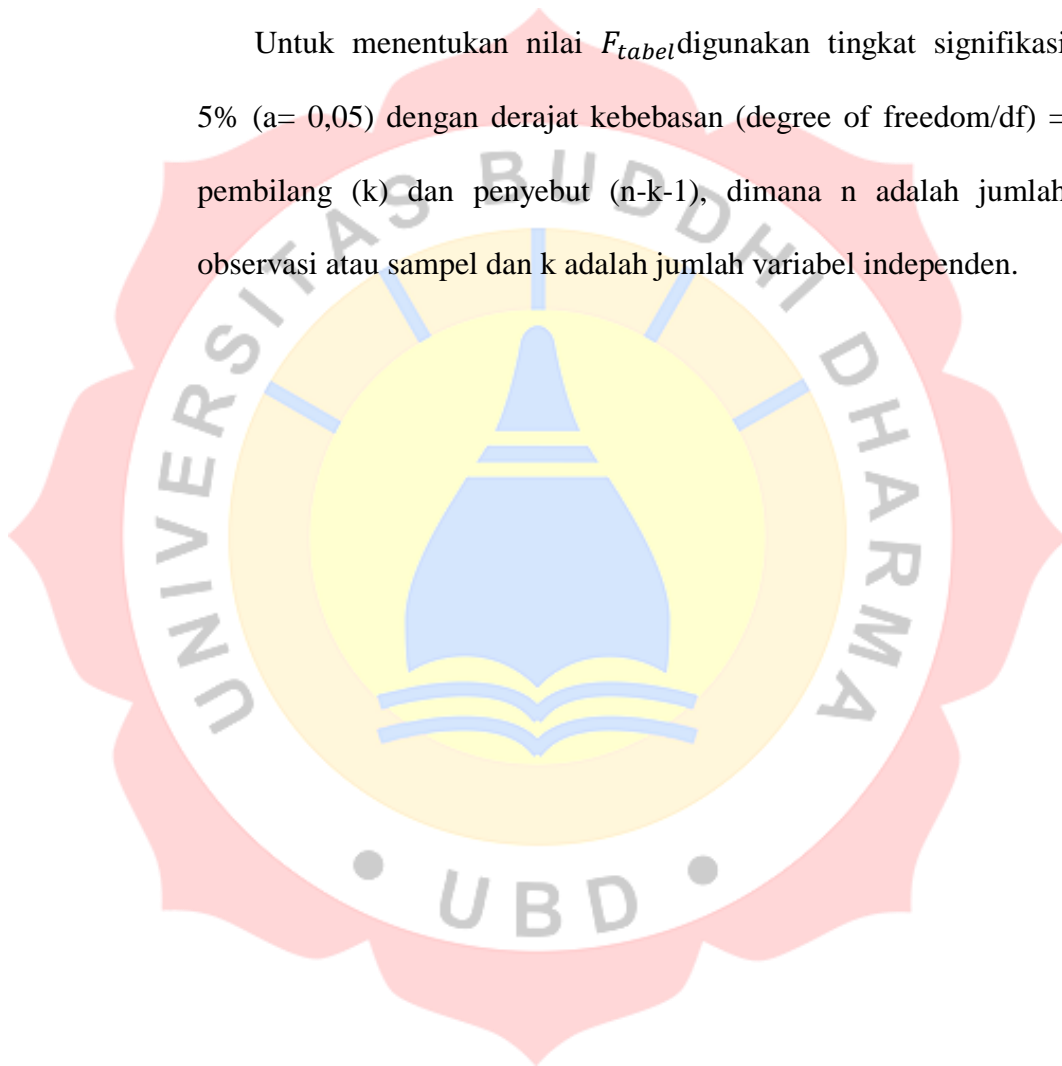 Untuk menentukan nilai F_tabel digunakan tingkat signifikasi
5% (a= 0,05) dengan derajat kebebasan (degree of freedom/df) =
pembilang (k) dan penyebut (n-k-1), dimana n adalah jumlah
observasi atau sampel dan k adalah jumlah variabel independen.
UNIVERSITAS BUDDHI DHARMA
• UBD •